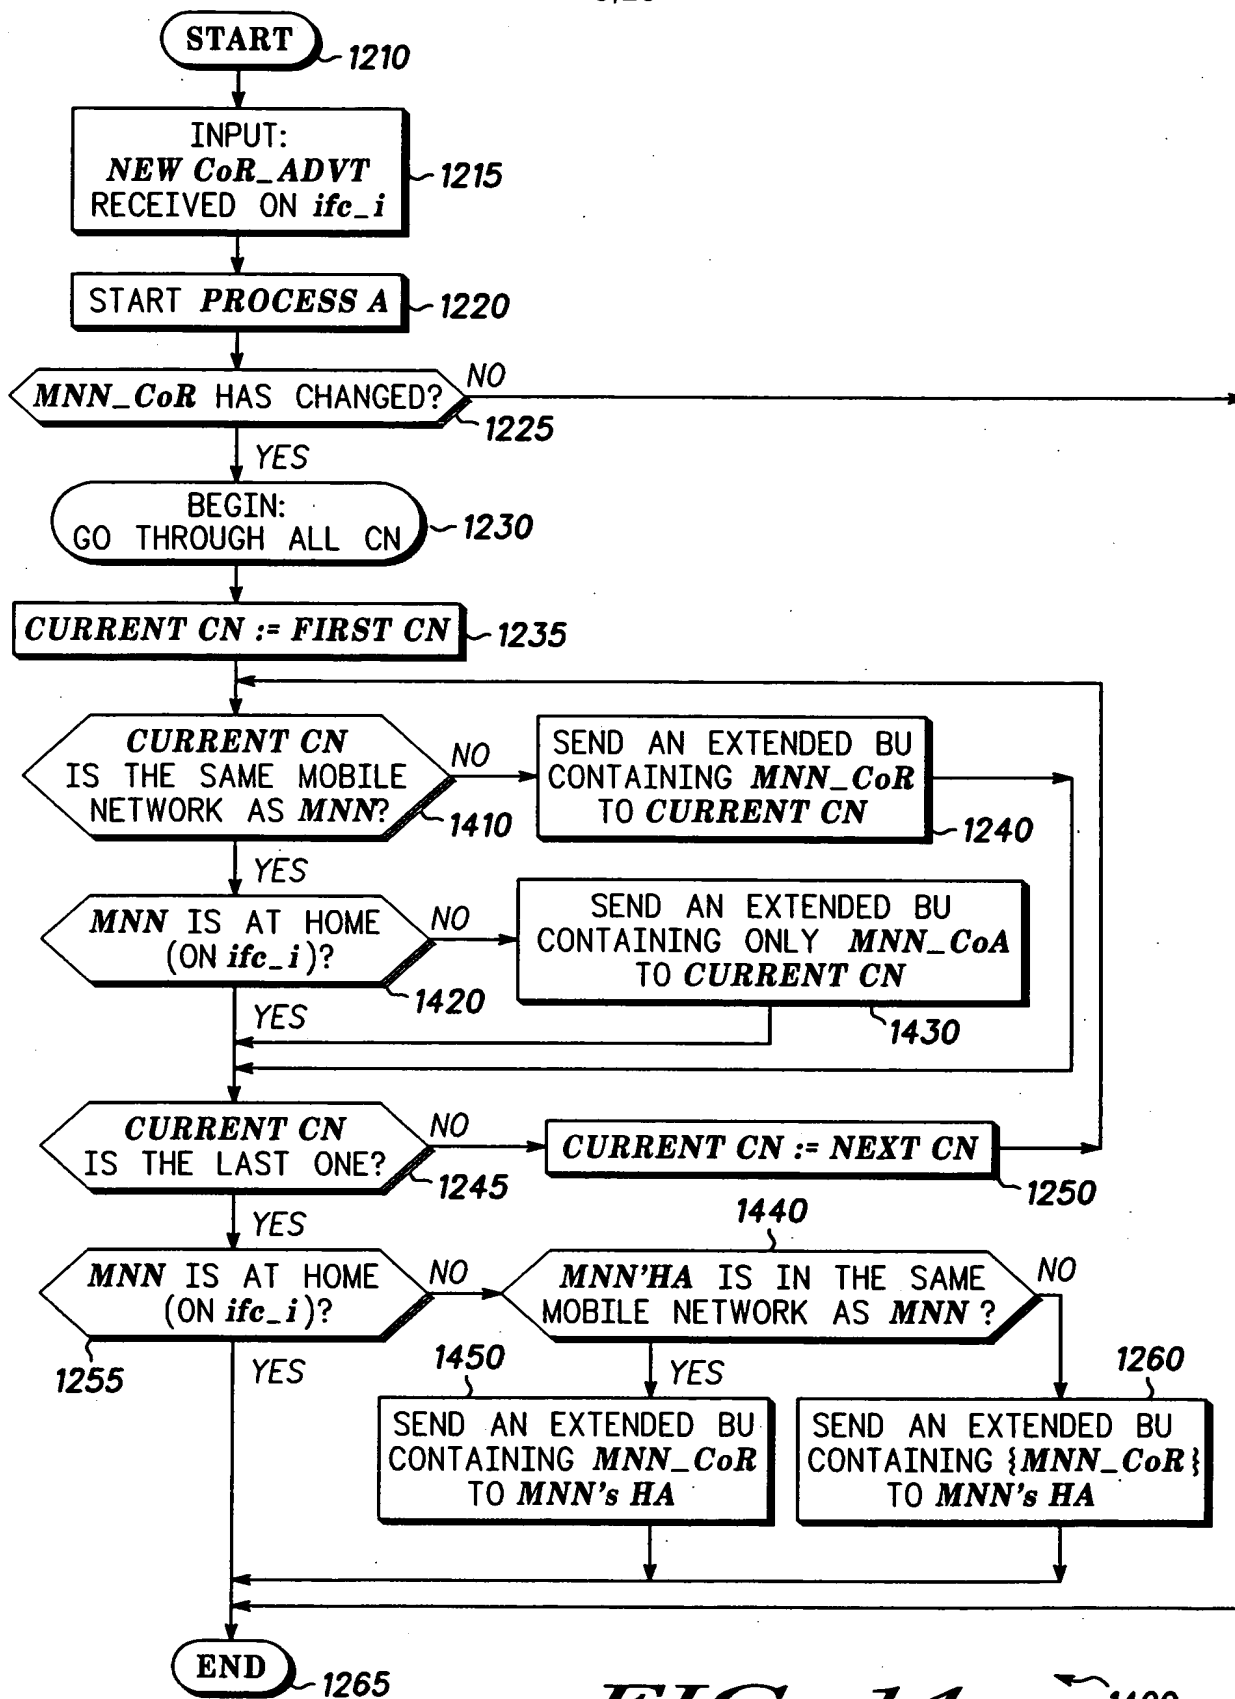 START
1210
INPUT:
NEW CoR_ADVT
RECEIVED ON ifc_i
1215
START PROCESS A
1220
MNN_CoR HAS CHANGED?
NO
1225
YES
BEGIN:
GO THROUGH ALL CN
1230
CURRENT CN := FIRST CN
1235
CURRENT CN
IS THE SAME MOBILE
NETWORK AS MNN?
NO
1410
SEND AN EXTENDED BU
CONTAINING MNN_CoR
TO CURRENT CN
1240
YES
MNN IS AT HOME
(ON ifc_i)?
NO
1420
SEND AN EXTENDED BU
CONTAINING ONLY MNN_CoA
TO CURRENT CN
1430
YES
CURRENT CN
IS THE LAST ONE?
NO
1245
CURRENT CN := NEXT CN
1250
YES
1440
MNN IS AT HOME
(ON ifc_i)?
NO
1255
MNN'HA IS IN THE SAME
MOBILE NETWORK AS MNN ?
NO
YES
1450
YES
1260
SEND AN EXTENDED BU
CONTAINING MNN_CoR
TO MNN's HA
SEND AN EXTENDED BU
CONTAINING {MNN_CoR}
TO MNN's HA
END
1265